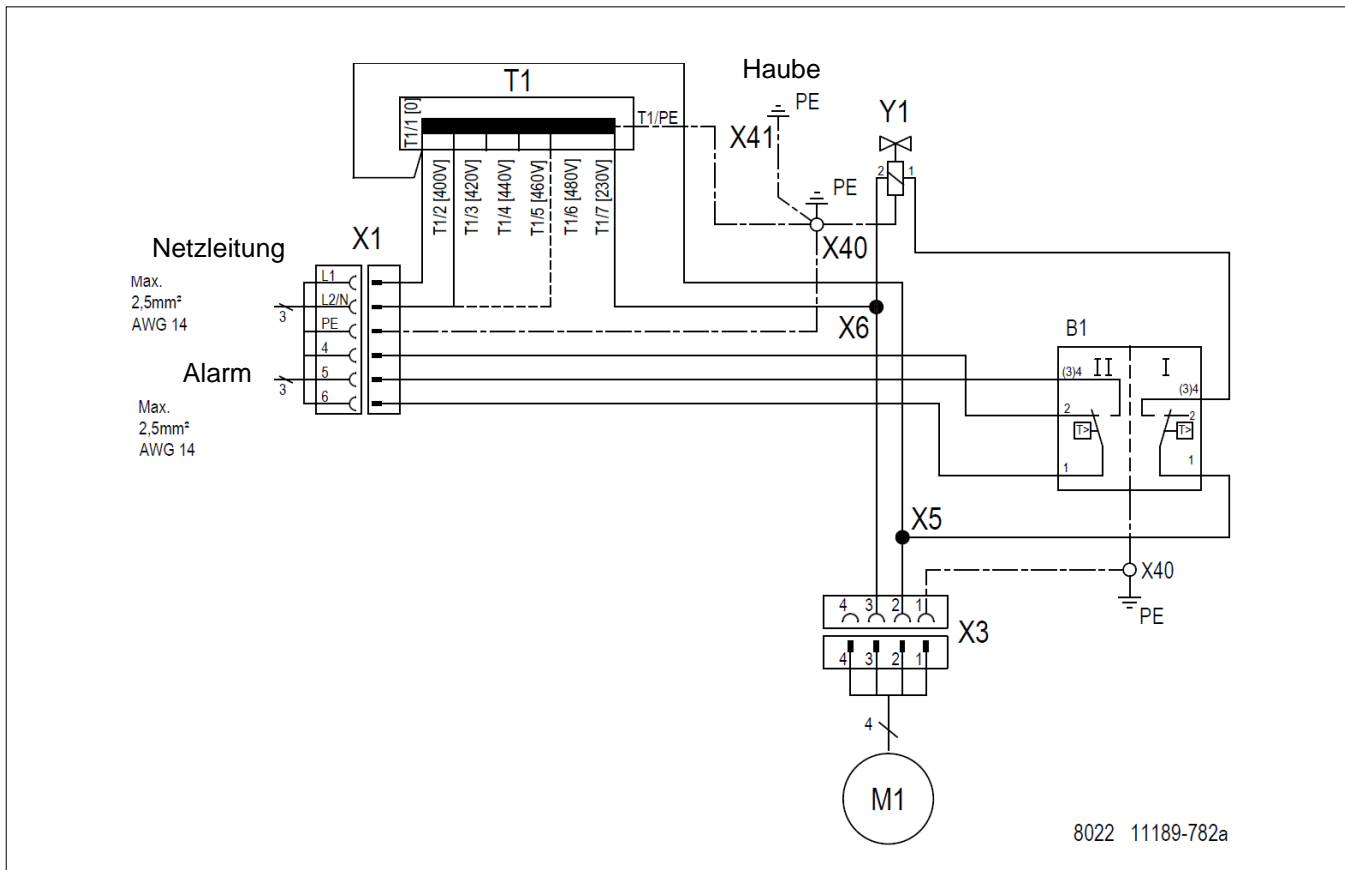 T1
Haube
PE
Y1
T1/1 [0]
T1/PE
X41
2
1
PE
T1/2 [400V]
T1/3 [420V]
T1/4 [440V]
T1/5 [460V]
T1/6 [480V]
T1/7 [230V]
X40
Netzleitung
X1
Max.
2,5mm²
AWG 14
L1
L2/N
3
PE
4
Alarm
5
3
6
Max.
2,5mm²
AWG 14
X6
B1
(3)4
II
I
(3)4
2
2
T>
T>
1
1
X5
X40
PE
4
3
2
1
X3
4
3
2
1
4
M1
8022 11189-782a